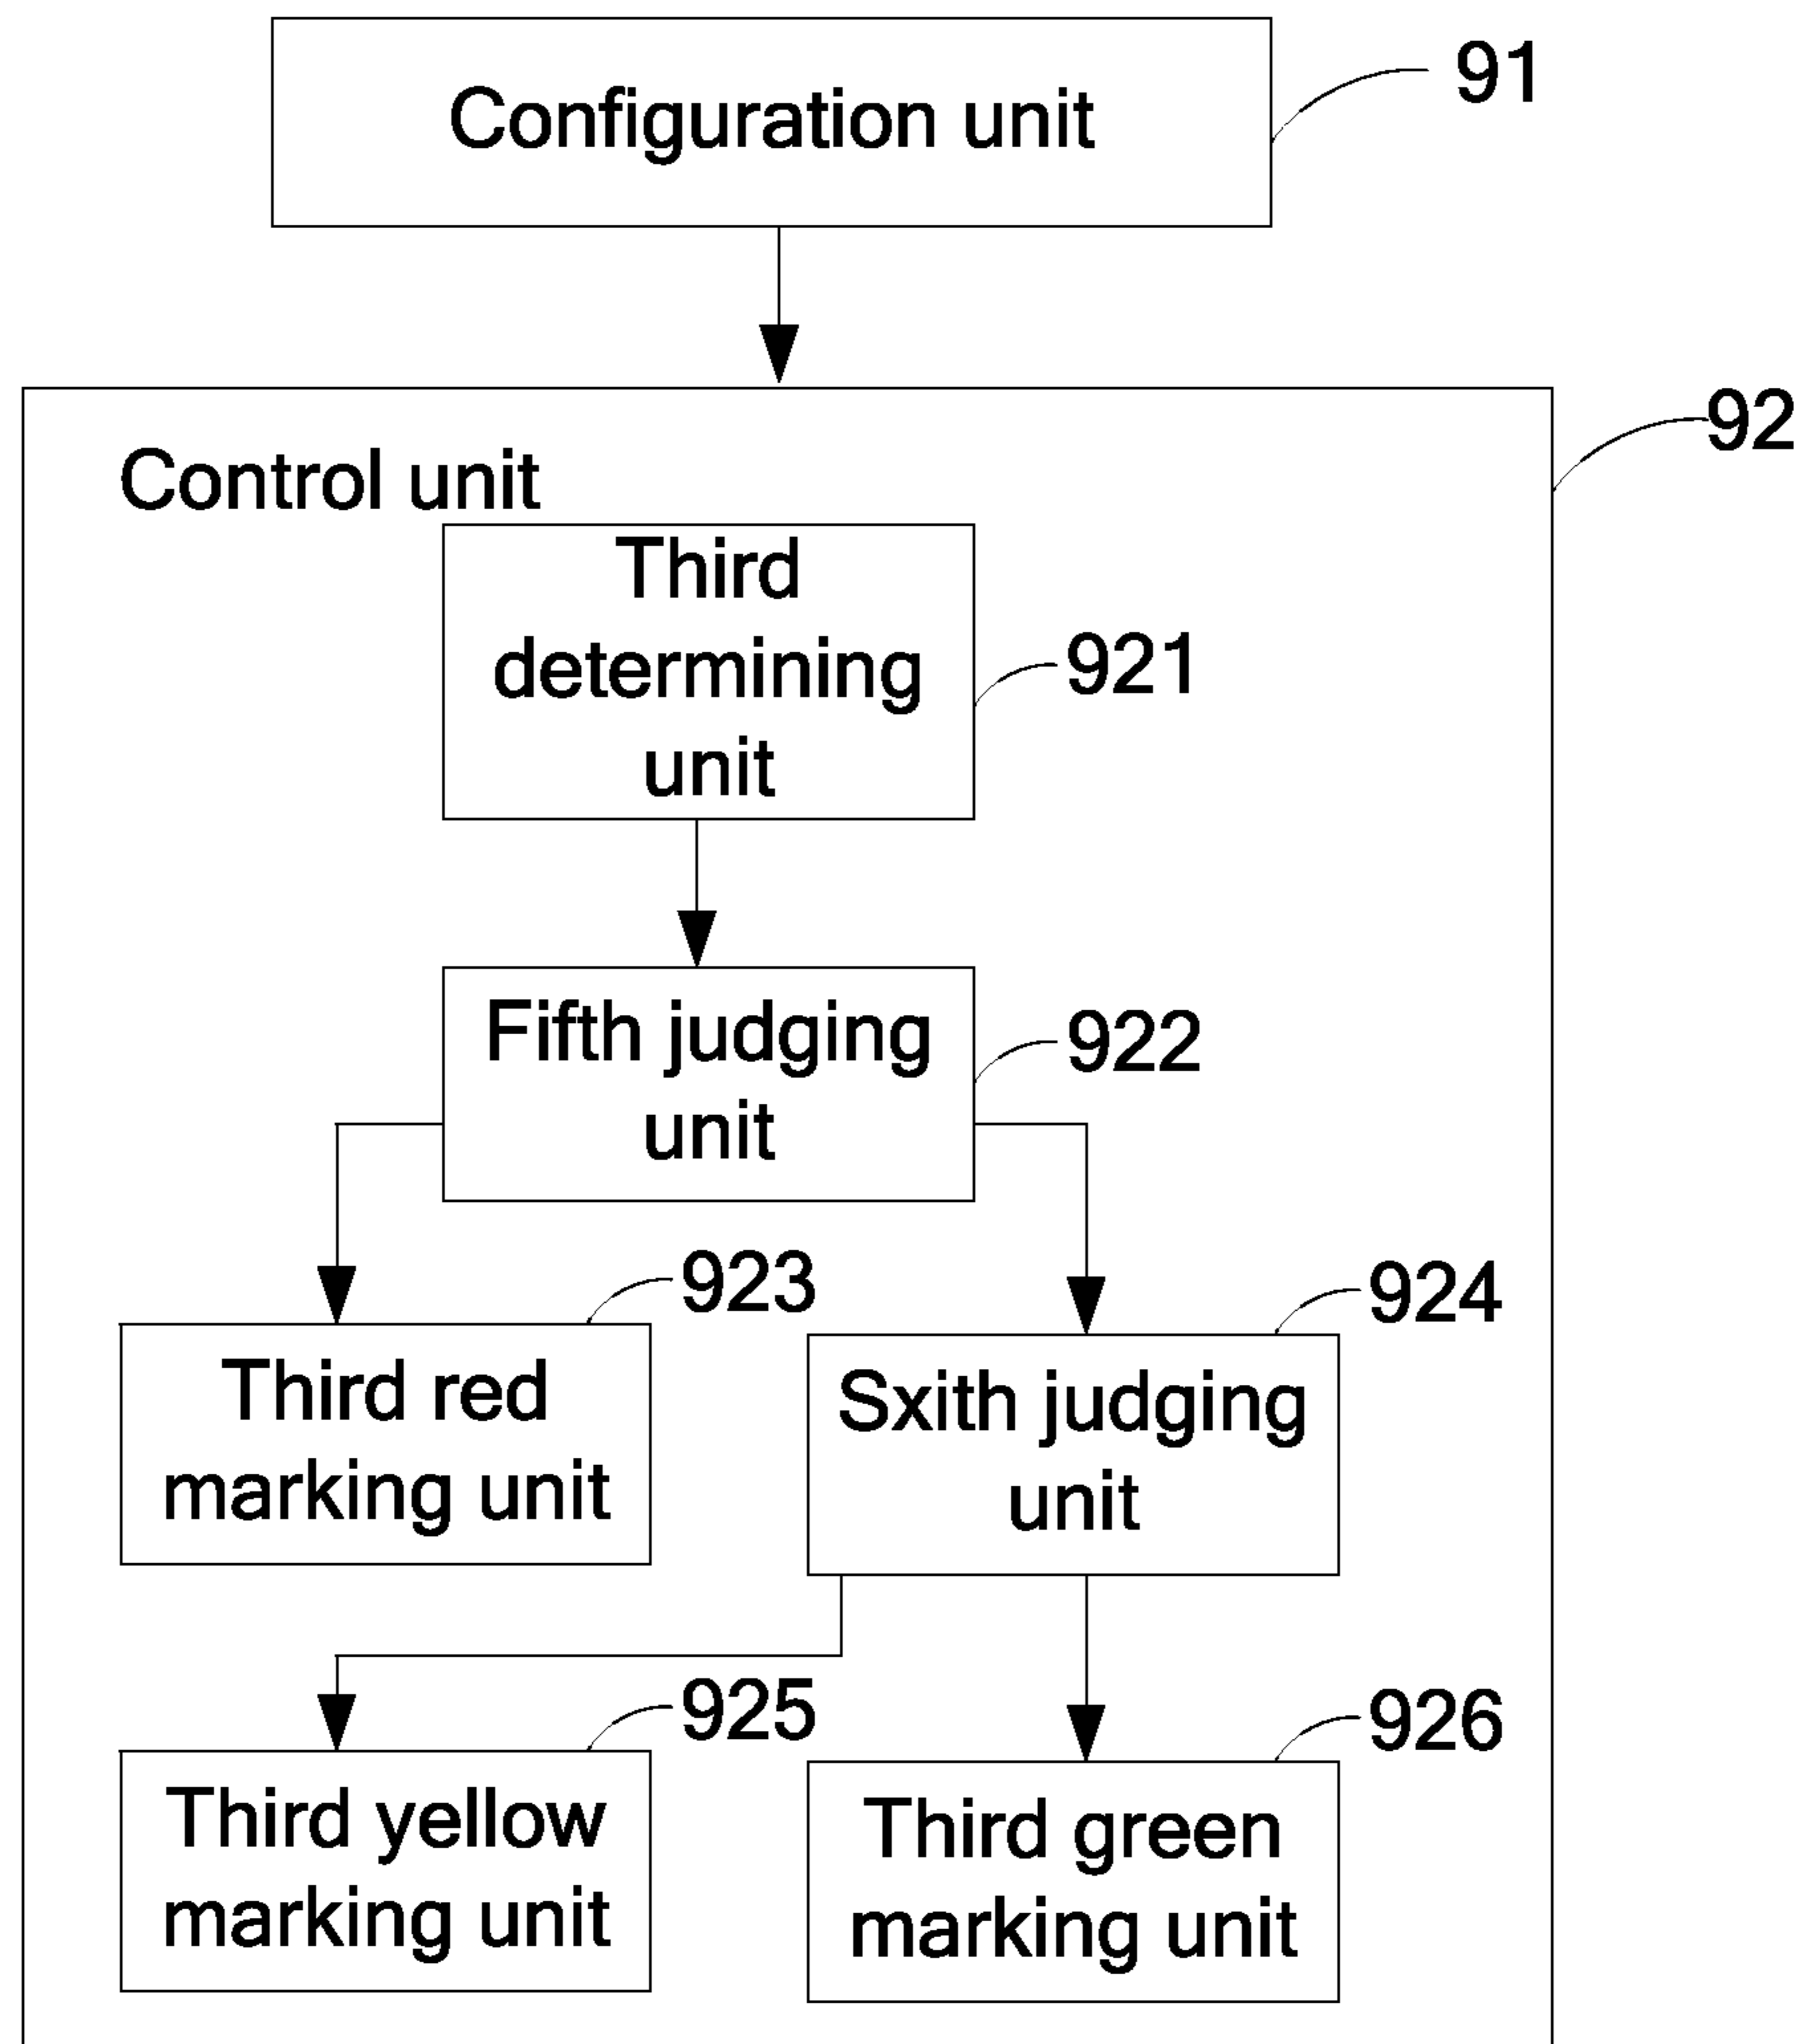 Configuration unit
91
92
Control unit
Third
determining
unit
921
Fifth judging
unit
922
923
924
Third red
marking unit
Sxith judging
unit
925
926
Third yellow
marking unit
Third green
marking unit